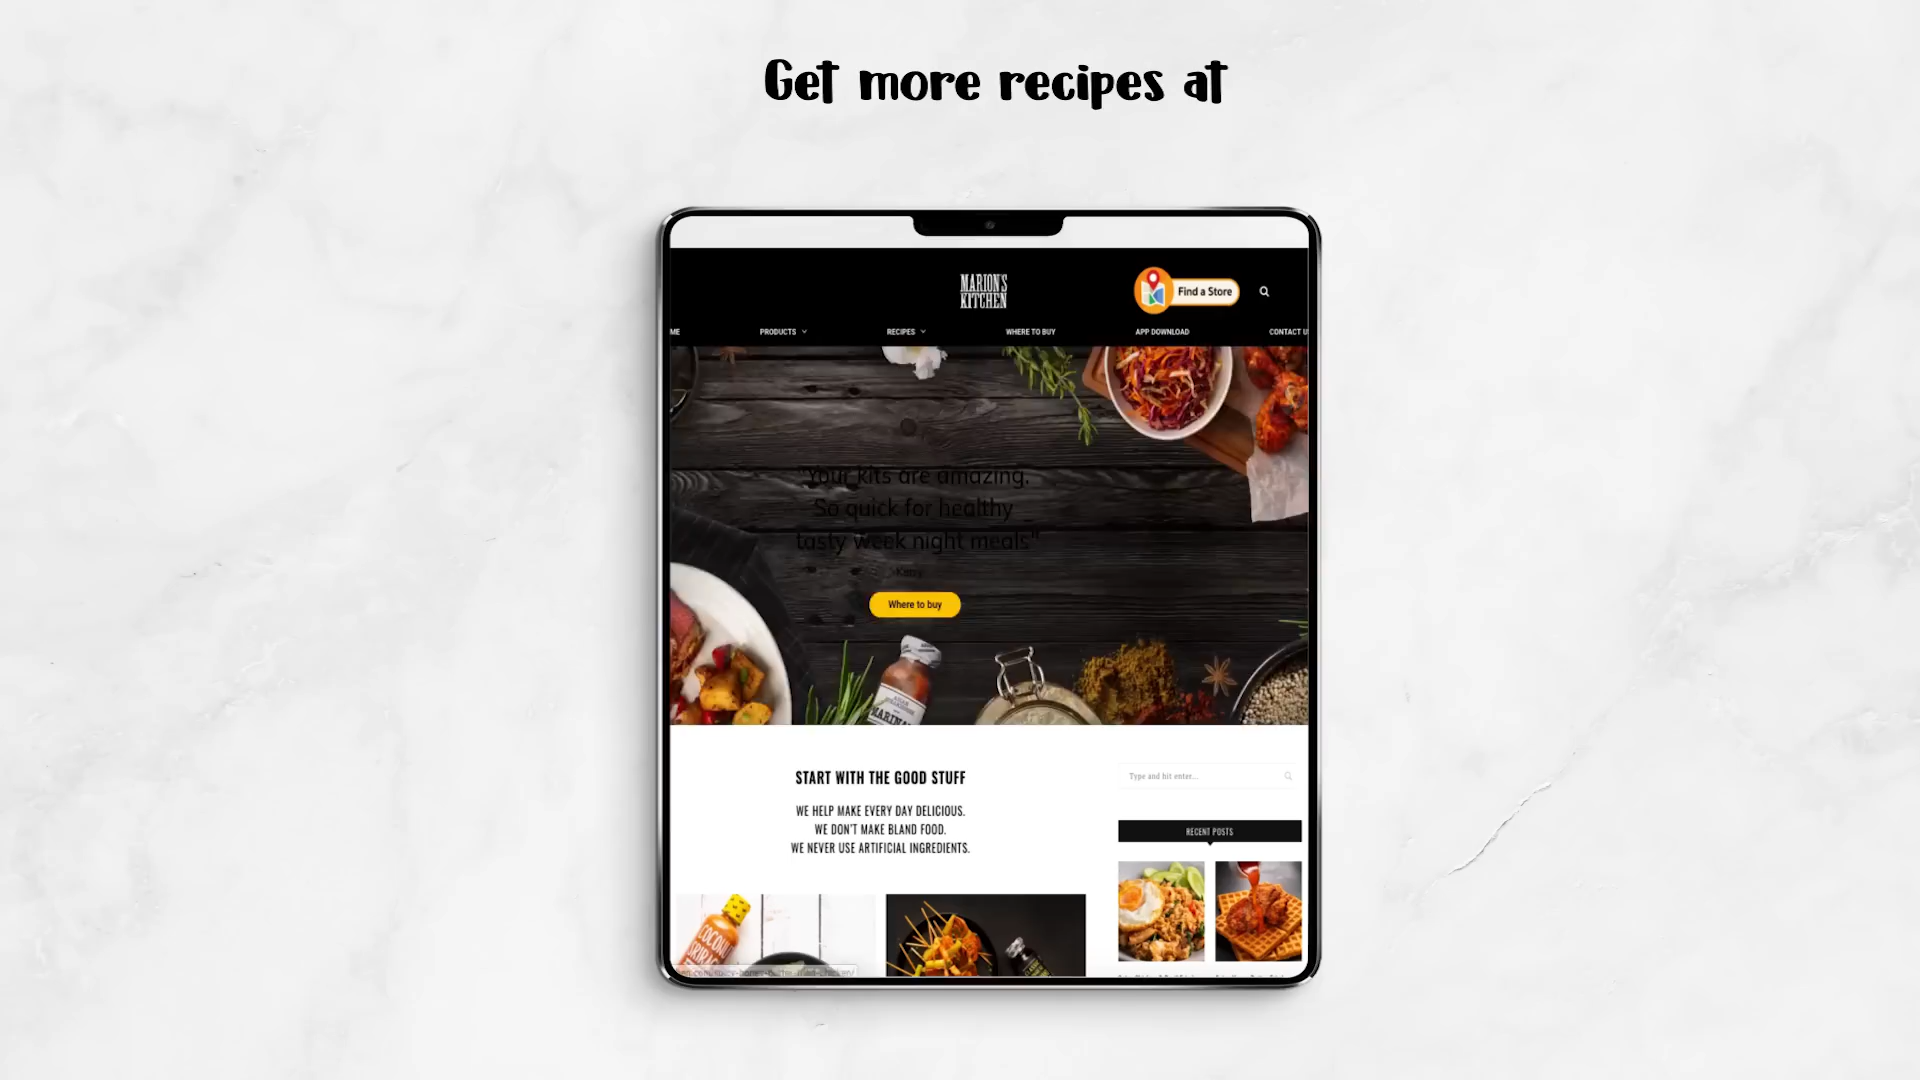 Get more recipes at
MARION'S
KITCHEN
Find a Store
ME
PRODUCTS
RECIPES
WHERE TO BUY
APP DOWNLOAD
CONTACT U
"Your kits are amazing.
So quick for healthy
tasty week night meals"
Where to buy
START WITH THE GOOD STUFF
WE HELP MAKE EVERY DAY DELICIOUS.
WE DON'T MAKE BLAND FOOD.
WE NEVER USE ARTIFICIAL INGREDIENTS.
Type and hit enter...
RECENT POSTS